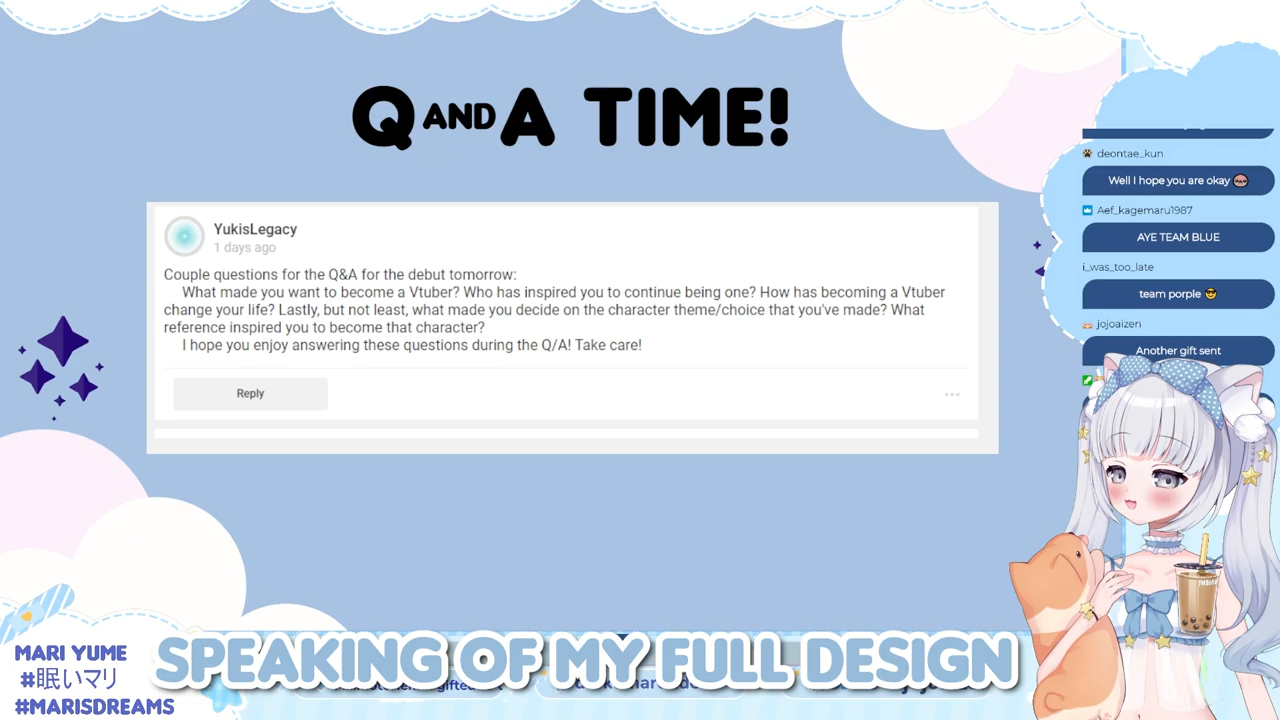 Q AND A TIME!
YukisLegacy
1 days ago
Couple questions for the Q&A for the debut tomorrow:
What made you want to become a Vtuber? Who has inspired you to continue being one? How has becoming a Vtuber
change your life? Lastly, but not least, what made you decide on the character theme/choice that you've made? What
reference inspired you to become that character?
I hope you enjoy answering these questions during the Q/A! Take care!
Reply
deontae_kun
Well I hope you are okay
Aef_kagemaru1987
AYE TEAM BLUE
i_was_too_late
team porple 😎
jojoaizen
Another gift sent
MARI YUME
#眠いマリ
#MARISDREAMS
SPEAKING OF MY FULL DESIGN